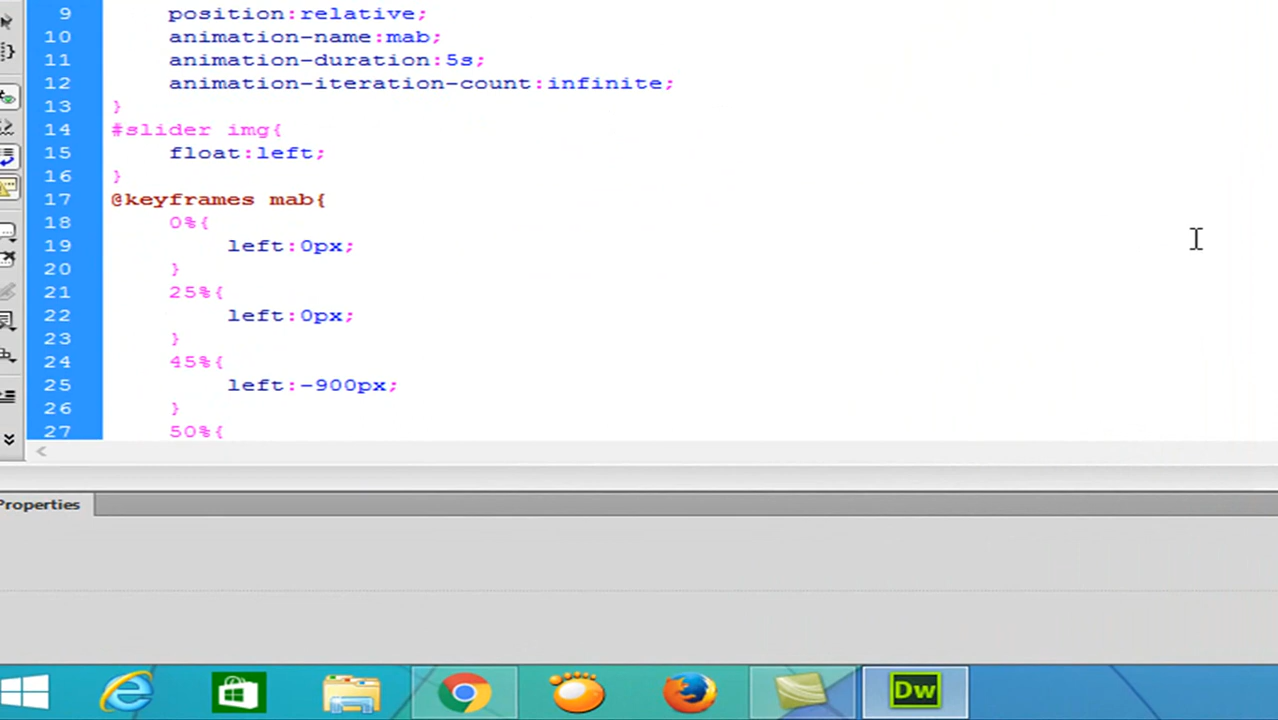 9 position:relative;
10 animation-name:mab;
11 animation-duration:5s;
12 animation-iteration-count:infinite;
13 }
14 #slider img{
15 float:left;
16 }
17 @keyframes mab{
18 0%{
19 left:0px;
20 }
21 25%{
22 left:0px;
23 }
24 45%{
25 left:-900px;
26 }
27 50%{
Properties
Dw